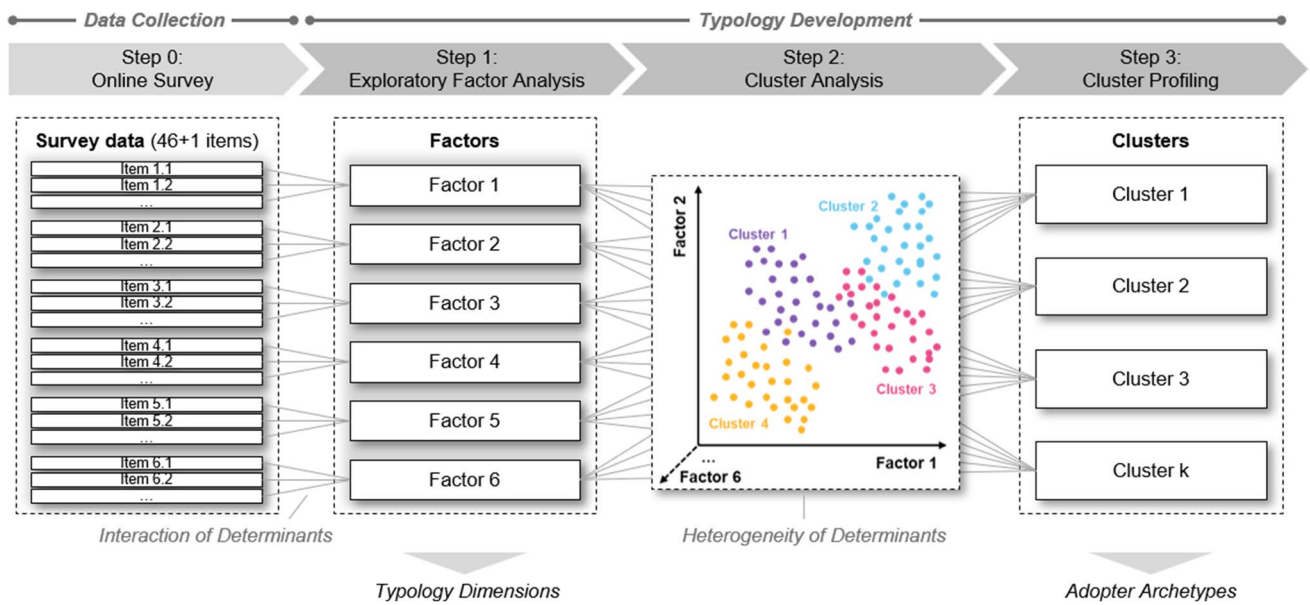 Data Collection
Typology Development
Step 0:
Online Survey
Step 1:
Exploratory Factor Analysis
Step 2:
Cluster Analysis
Step 3:
Cluster Profiling
Survey data (46+1 items)
Item 1.1
Item 1.2
...
Item 2.1
Item 2.2
...
Item 3.1
Item 3.2
...
Item 4.1
Item 4.2
...
Item 5.1
Item 5.2
...
Item 6.1
Item 6.2
...
Factors
Factor 1
Factor 2
Factor 3
Factor 4
Factor 5
Factor 6
Factor 2
Cluster 2
Cluster 1
Cluster 3
Cluster 4
...
Factor 1
Factor 6
Clusters
Cluster 1
Cluster 2
Cluster 3
Cluster k
Interaction of Determinants
Heterogeneity of Determinants
Typology Dimensions
Adopter Archetypes